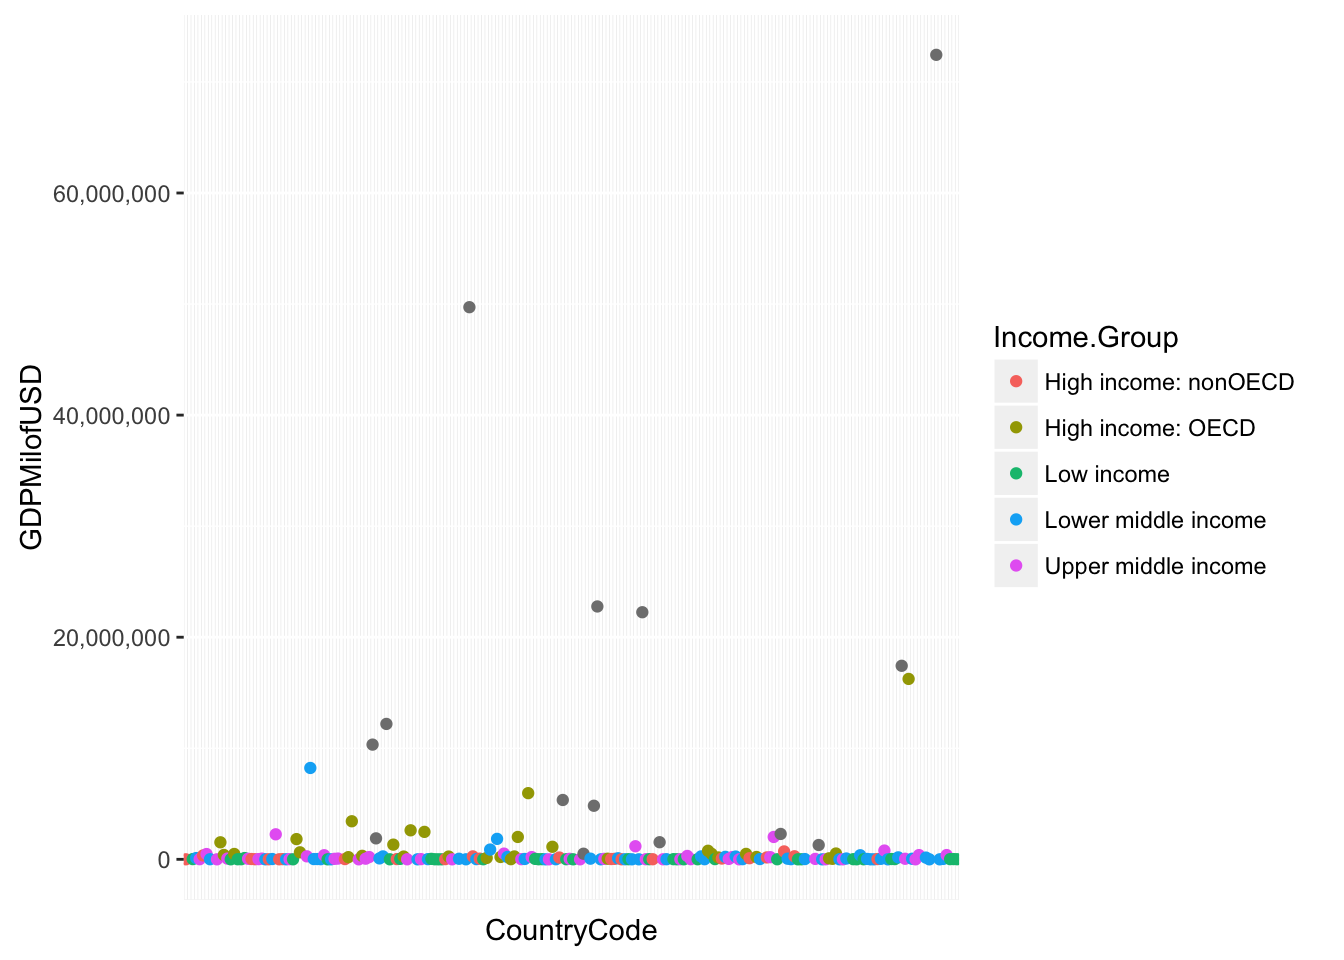 60,000,000
40,000,000
20,000,000
0
GDPMilofUSD
CountryCode
Income.Group
High income: nonOECD
High income: OECD
Low income
Lower middle income
Upper middle income